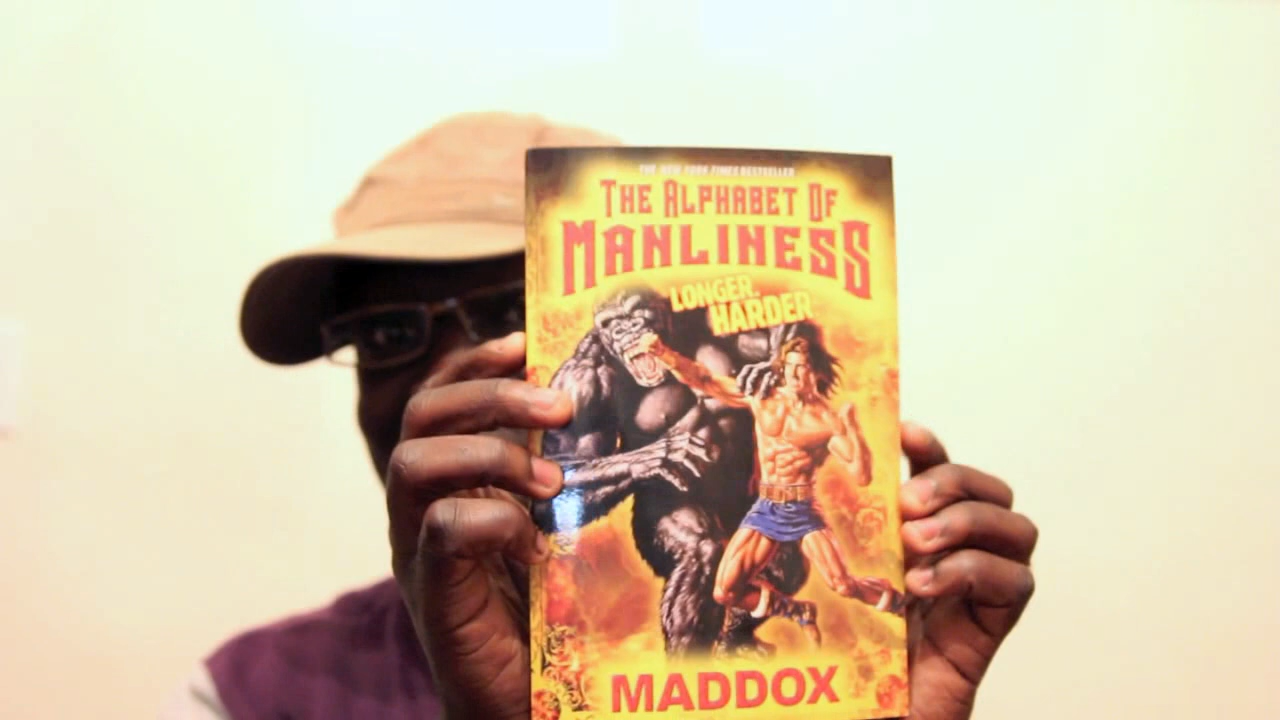 THE NEW YORK TIMES BESTSELLER
THE ALPHABET OF
MANLINESS
LONGER.
HARDER
MADDOX